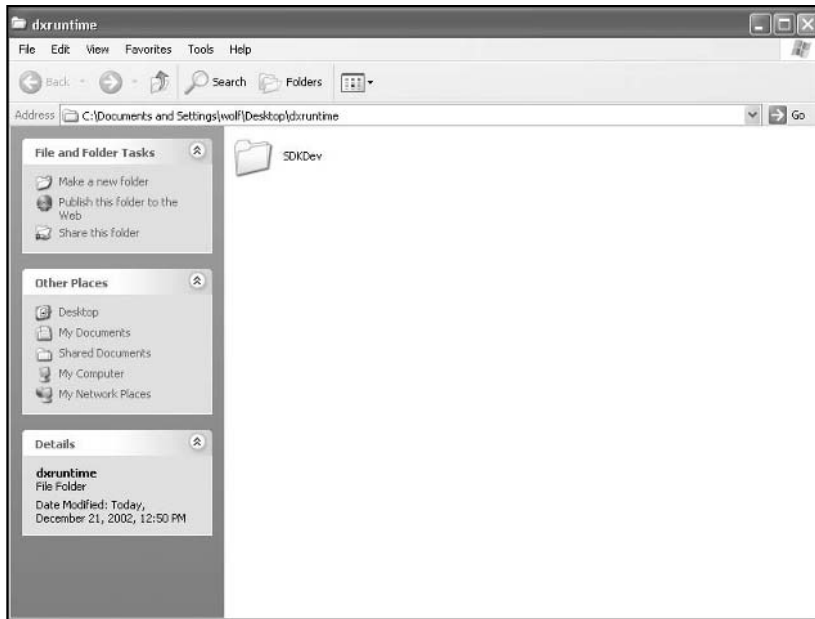 dxruntime
File Edit View Favorites Tools Help
Back Search Folders
Address C:\Documents and Settings\wolf\Desktop\dxruntime Go
File and Folder Tasks
Make a new folder
Publish this folder to the
Web
Share this folder
Other Places
Desktop
My Documents
Shared Documents
My Computer
My Network Places
Details
dxruntime
File Folder
Date Modified: Today,
December 21, 2002, 12:50 PM
SDKDev